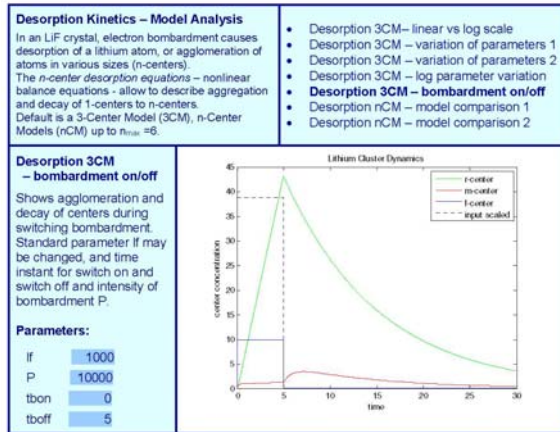 Desorption Kinetics – Model Analysis
In an LiF crystal, electron bombardment causes
desorption of a lithium atom, or agglomeration of
atoms in various sizes (n-centers).
The n-center desorption equations – nonlinear
balance equations - allow to describe aggregation
and decay of 1-centers to n-centers.
Default is a 3-Center Model (3CM), n-Center
Models (nCM) up to nmax =6.
• Desorption 3CM– linear vs log scale
• Desorption 3CM – variation of parameters 1
• Desorption 3CM – variation of parameters 2
• Desorption 3CM – log parameter variation
• Desorption 3CM – bombardment on/off
• Desorption nCM – model comparison 1
• Desorption nCM – model comparison 2
Desorption 3CM
– bombardment on/off
Shows agglomeration and
decay of centers during
switching bombardment.
Standard parameter lf may
be changed, and time
instant for switch on and
switch off and intensity of
bombardment P.
Parameters:
lf 1000
P 10000
tbon 0
tboff 5
Lithium Cluster Dynamics
45
40
35
30
25
20
15
10
5
0
center concentration
r-center
m-center
f-center
input scaled
0 5 10 15 20 25 30
time